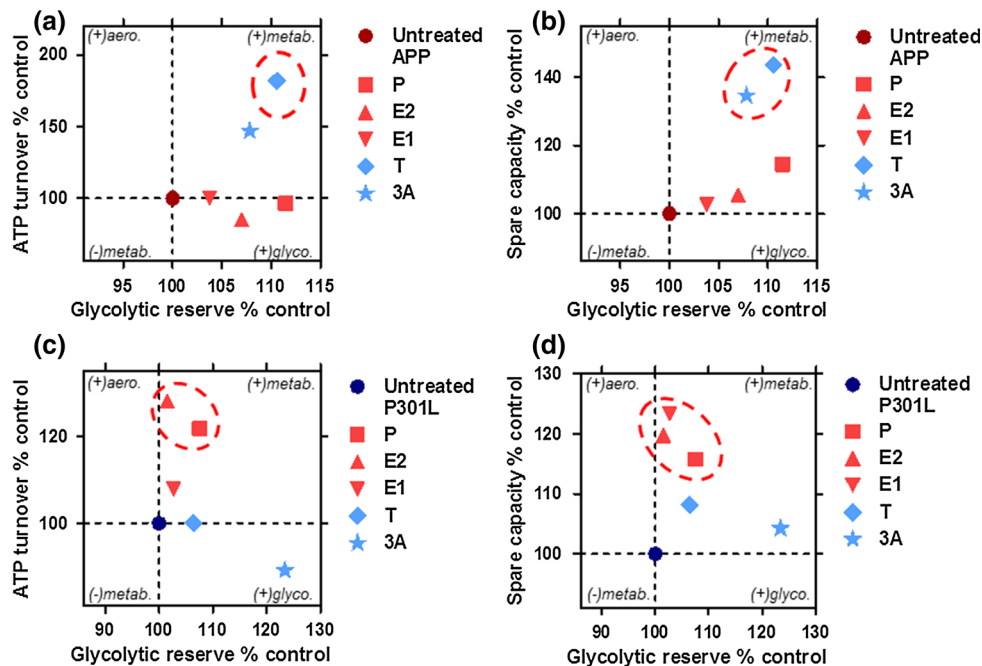 (a)
(+)aero.
(+)metab.
200
150
100
ATP turnover % control
(-)metab.
(+)glyco.
95
100
105
110
115
Glycolytic reserve % control
Untreated
APP
P
E2
E1
T
3A
(b)
(+)aero.
(+)metab.
140
120
100
Spare capacity % control
(-)metab.
(+)glyco.
95
100
105
110
115
Glycolytic reserve % control
Untreated
APP
P
E2
E1
T
3A
(c)
(+)aero.
(+)metab.
120
100
ATP turnover % control
(-)metab.
(+)glyco.
90
100
110
120
130
Glycolytic reserve % control
Untreated
P301L
P
E2
E1
T
3A
(d)
(+)aero.
(+)metab.
130
120
110
100
Spare capacity % control
(-)metab.
(+)glyco.
90
100
110
120
130
Glycolytic reserve % control
Untreated
P301L
P
E2
E1
T
3A